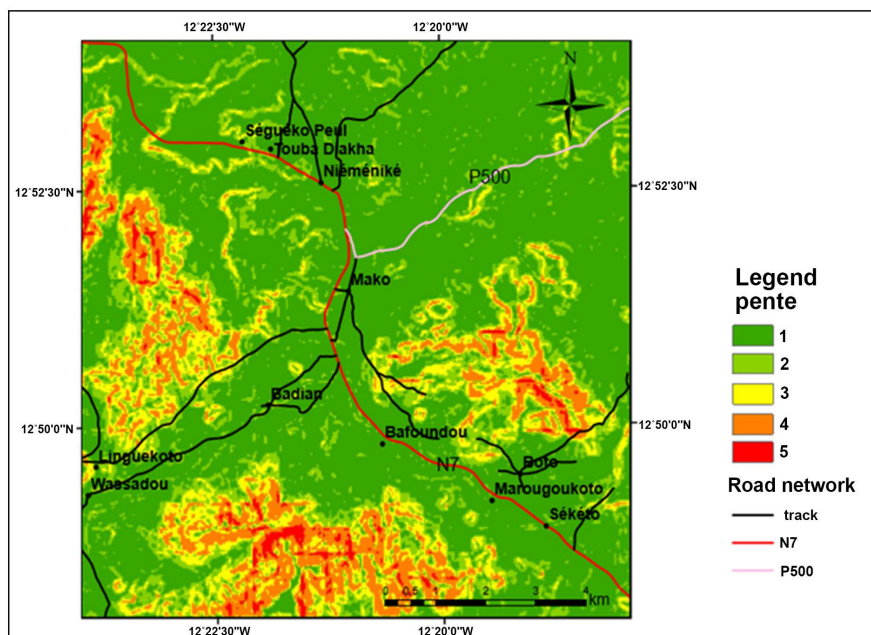 12°22'30"W
12°20'0"W
N
Ségueko Peul
Touba Diakha
Niéméniké
P500
12°52'30"N
12°52'30"N
Mako
Legend
pente
1
2
3
4
5
Badian
12°50'0"N
12°50'0"N
Bafoundou
Linguekoto
N7
Boto
Wassadou
Marougoukoto
Sékéto
Road network
track
N7
P500
0 0,5 1 2 3 4
km
12°22'30"W
12°20'0"W